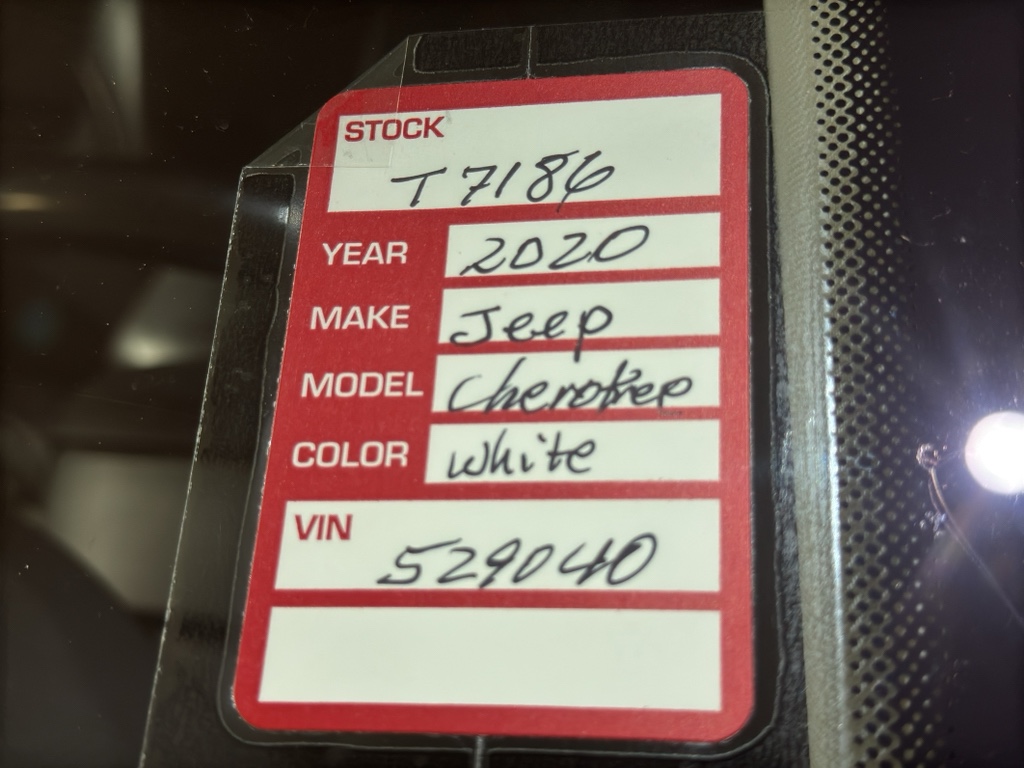 STOCK
T7186
YEAR 2020
MAKE Jeep
MODEL Cherokee
COLOR White
VIN
529040